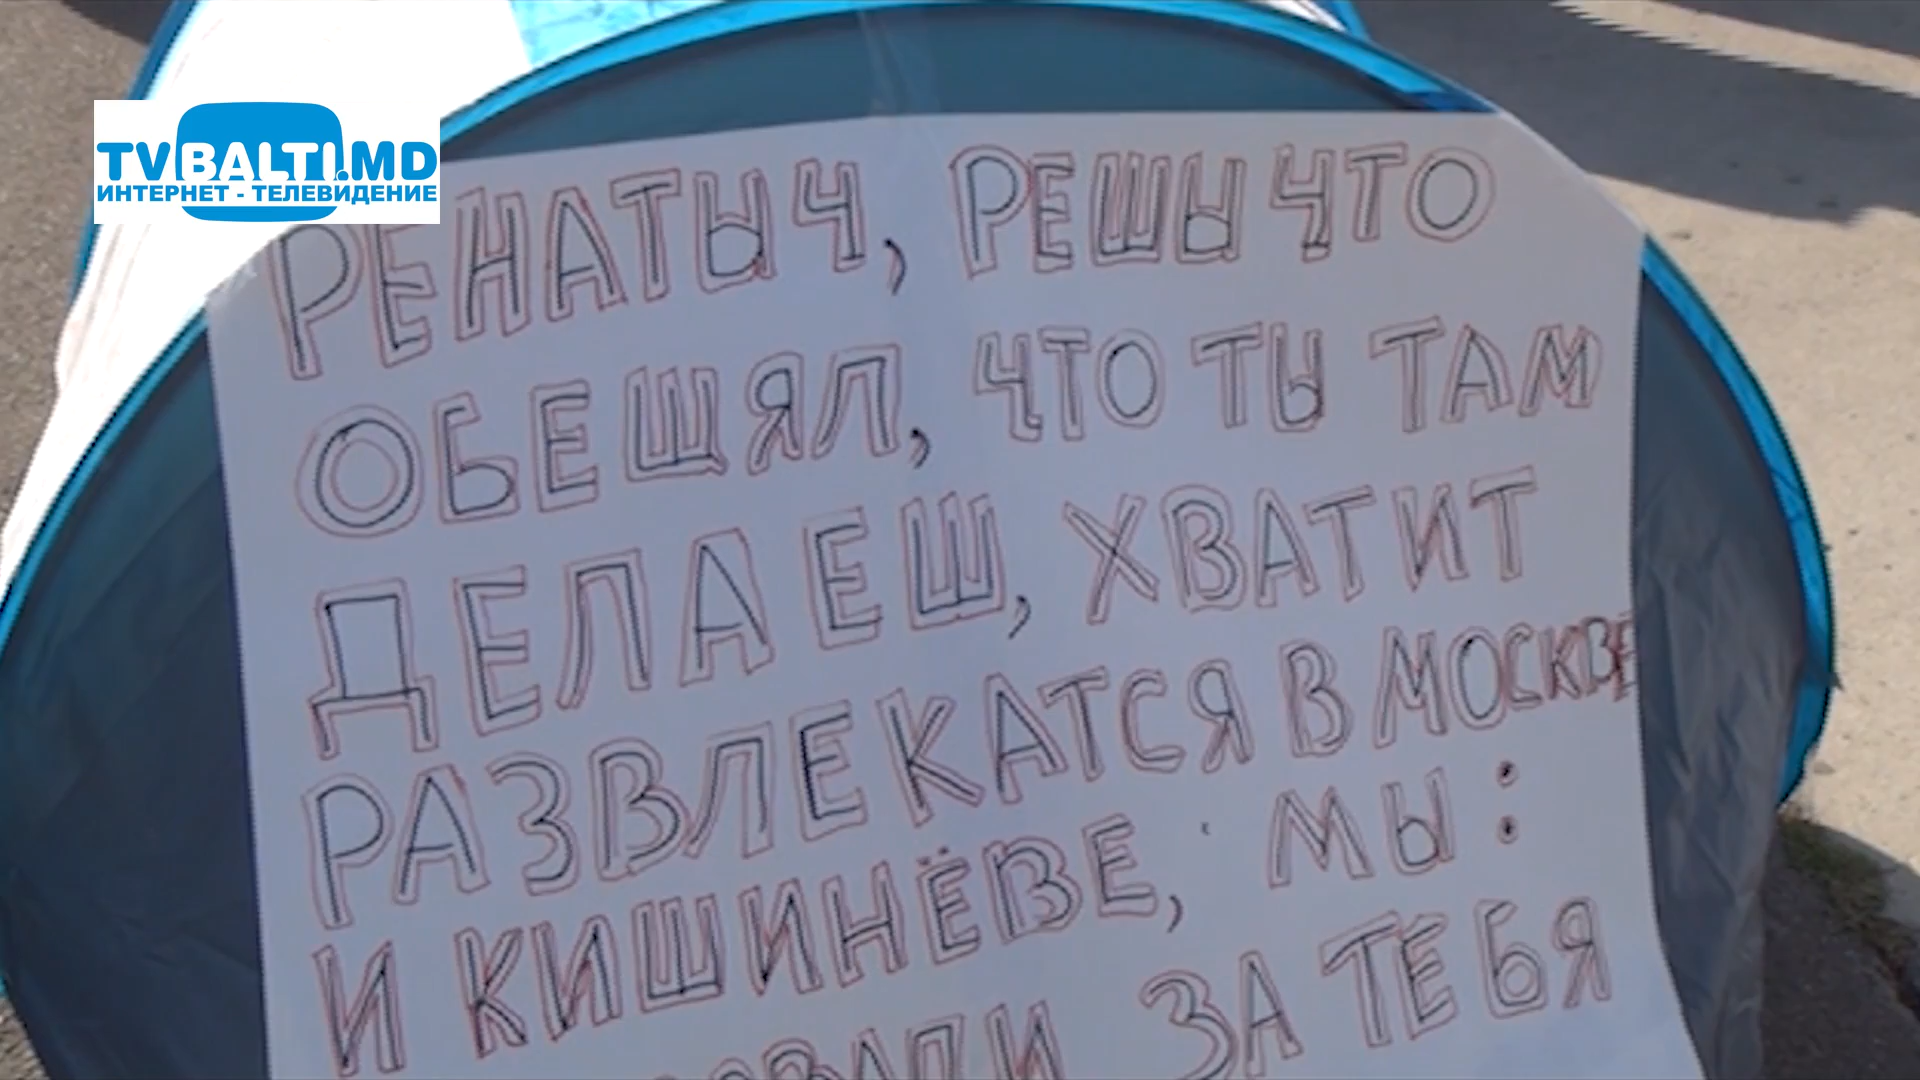 TVBALTI.MD
ИНТЕРНЕТ - ТЕЛЕВИДЕНИЕ
РЕНАТЫЧ, РЕШЫ ЧТО
ОБЕЩЯЛ, ЧТО ТЫ ТАМ
ДЕЛАЕШ, ХВАТИТ
РАЗВЛЕКАТСЯ В МОСКВЕ
И КИШИНЁВЕ, МЫ:
ЗА ТЕБЯ